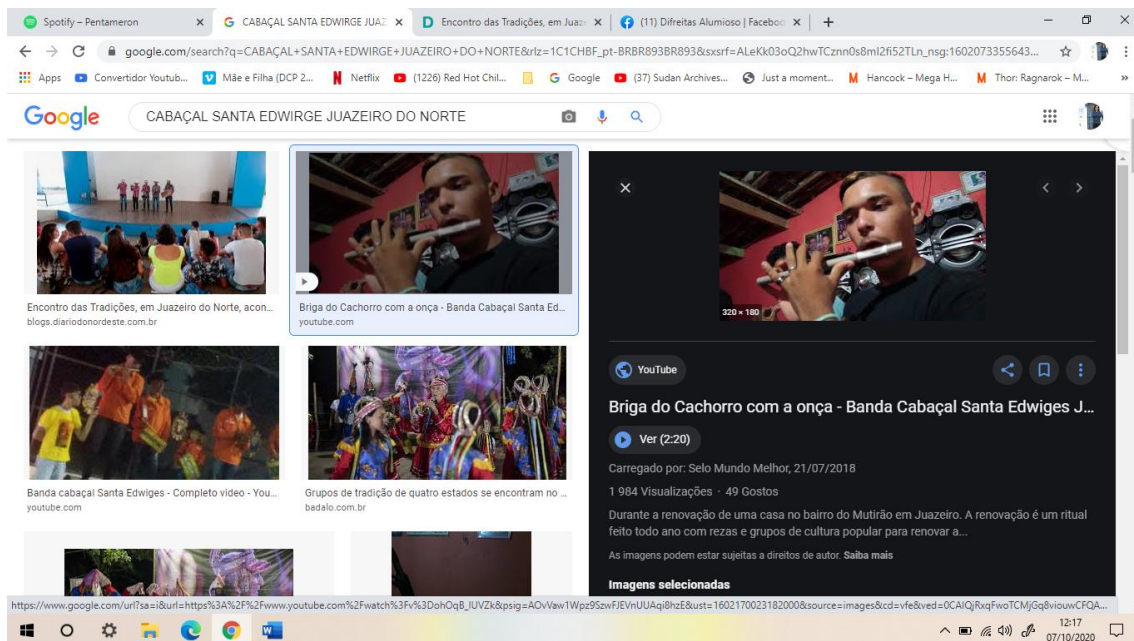 Spotify – Pentameron
CABAÇAL SANTA EDWIRGE JUAZ
Encontro das Tradições, em Juaze
(11) Difreitas Alumioso | Faceboo
google.com/search?q=CABAÇAL+SANTA+EDWIRGE+JUAZEIRO+DO+NORTE&rlz=1C1CHBF_pt-BRBR893BR893&sxsrf=ALeKk03oQ2hwTCznn0s8ml2fi52TLn_nsg:1602073355643...
Apps
Convertidor Youtub...
Mãe e Filha (DCP 2...
Netflix
(1226) Red Hot Chil...
Google
(37) Sudan Archives...
Just a moment...
Hancock – Mega H...
Thor: Ragnarok – M...
Google
CABAÇAL SANTA EDWIRGE JUAZEIRO DO NORTE
Encontro das Tradições, em Juazeiro do Norte, acon...
blogs.diariodonordeste.com.br
Briga do Cachorro com a onça - Banda Cabaçal Santa Ed...
youtube.com
Banda cabaçal Santa Edwiges - Completo video - You...
youtube.com
Grupos de tradição de quatro estados se encontram no ...
badalo.com.br
320 × 180
YouTube
Briga do Cachorro com a onça - Banda Cabaçal Santa Edwiges J...
Ver (2:20)
Carregado por: Selo Mundo Melhor, 21/07/2018
1 984 Visualizações · 49 Gostos
Durante a renovação de uma casa no bairro do Mutirão em Juazeiro. A renovação é um ritual
feito todo ano com rezas e grupos de cultura popular para renovar a...
As imagens podem estar sujeitas a direitos de autor. Saiba mais
Imagens selecionadas
https://www.google.com/url?sa=i&url=https%3A%2F%2Fwww.youtube.com%2Fwatch%3Fv%3DohOqB_IUVZk&psig=AOvVaw1Wpz9SzwFJEVnUUAqi8hzE&ust=1602170023182000&source=images&cd=vfe&ved=0CAIQjRxqFwoTCMjGq8viouwCFQA...
12:17
07/10/2020